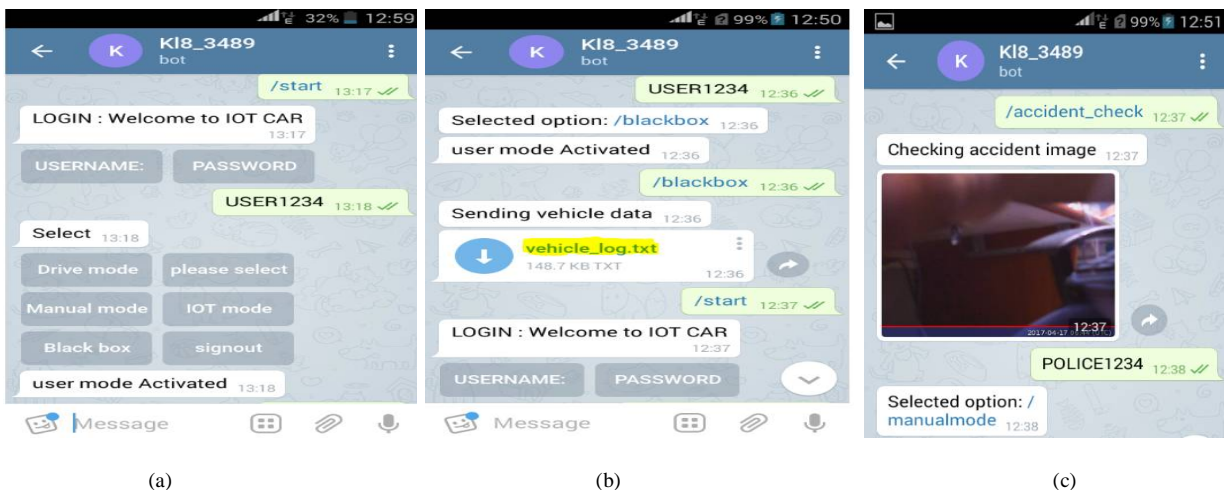 32% 12:59
Kl8_3489
bot
/start 13:17
LOGIN : Welcome to IOT CAR
13:17
USERNAME: PASSWORD
USER1234 13:18
Select 13:18
Drive mode please select
Manual mode IOT mode
Black box signout
user mode Activated 13:18
Message
(a)
99% 12:50
Kl8_3489
bot
USER1234 12:36
Selected option: /blackbox 12:36
user mode Activated 12:36
/blackbox 12:36
Sending vehicle data 12:36
vehicle_log.txt
148.7 KB TXT
12:36
/start 12:37
LOGIN : Welcome to IOT CAR
12:37
USERNAME: PASSWORD
Message
(b)
99% 12:51
Kl8_3489
bot
/accident_check 12:37
Checking accident image 12:37
12:37
2017-04-17
POLICE1234 12:38
Selected option: /
manualmode 12:38
(c)